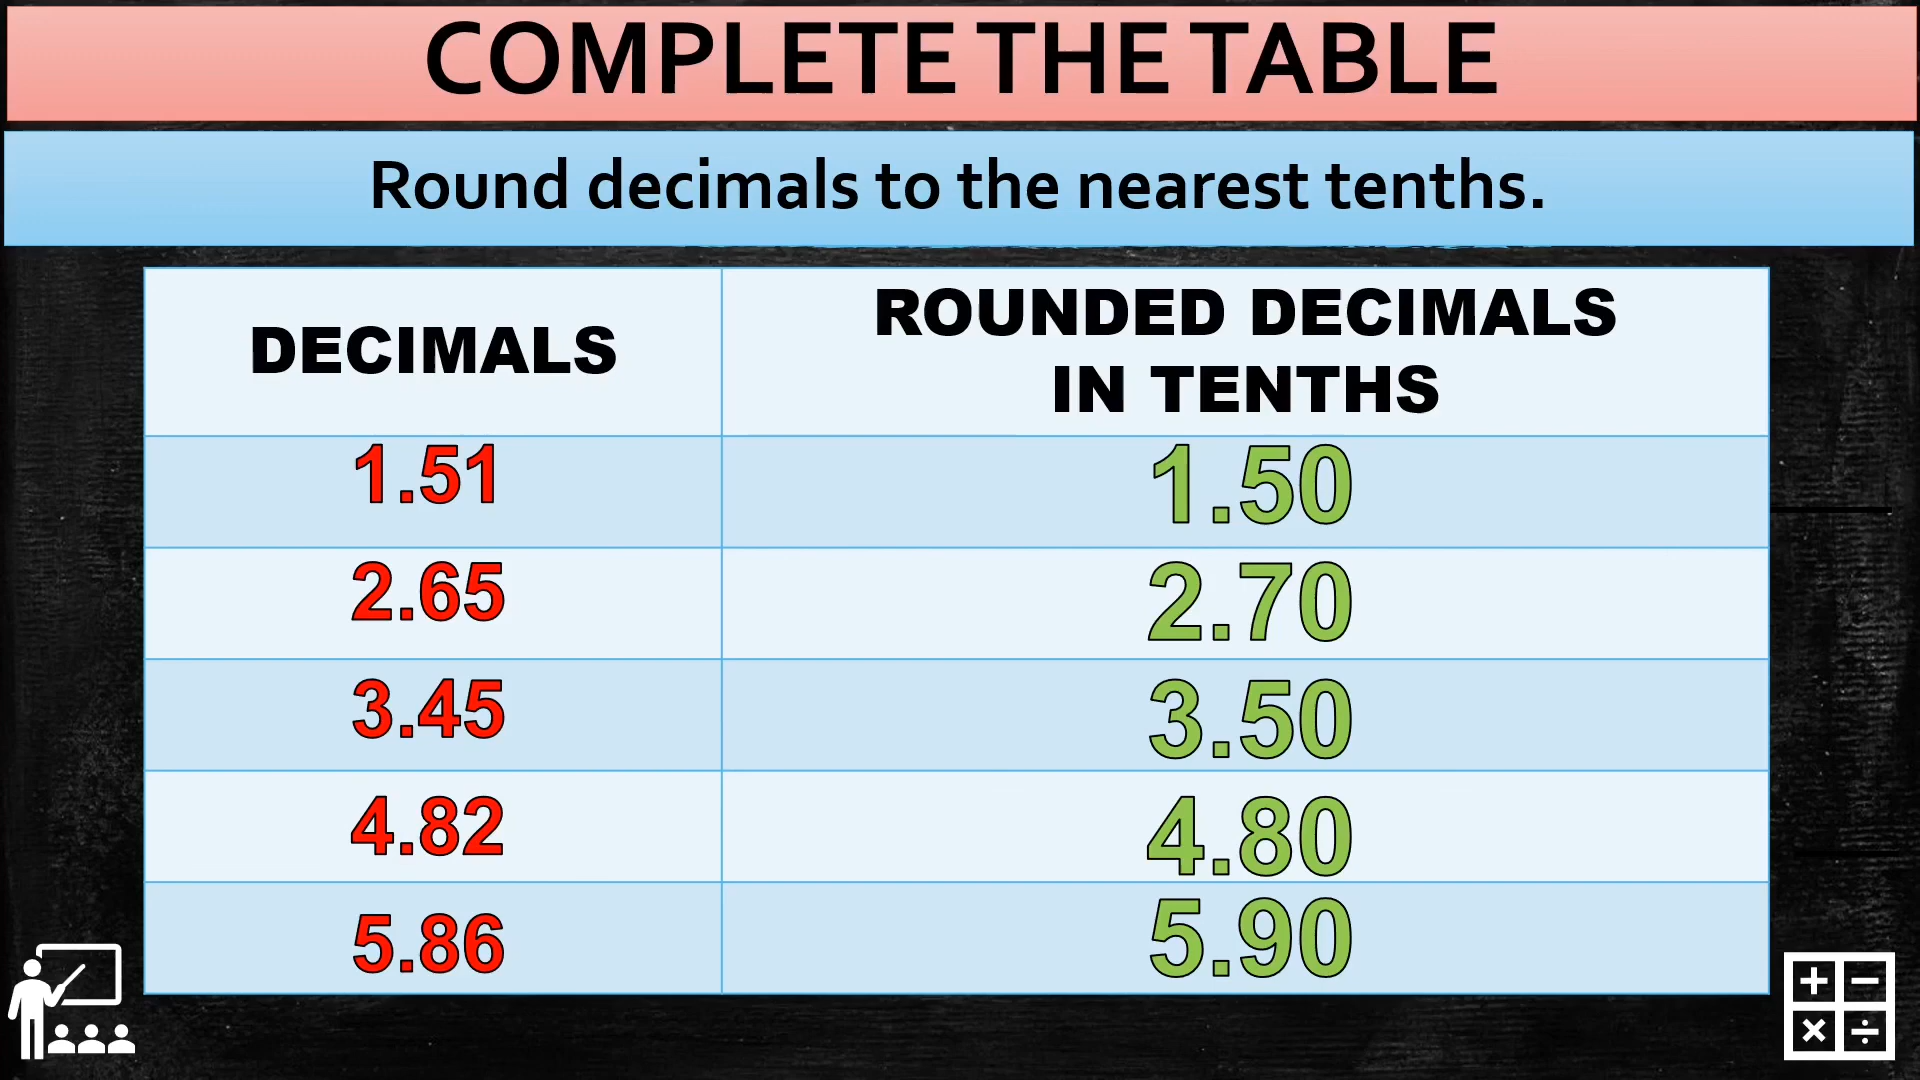 COMPLETE THE TABLE
Round decimals to the nearest tenths.
DECIMALS
ROUNDED DECIMALS
IN TENTHS
1.51
1.50
2.65
2.70
3.45
3.50
4.82
4.80
5.86
5.90